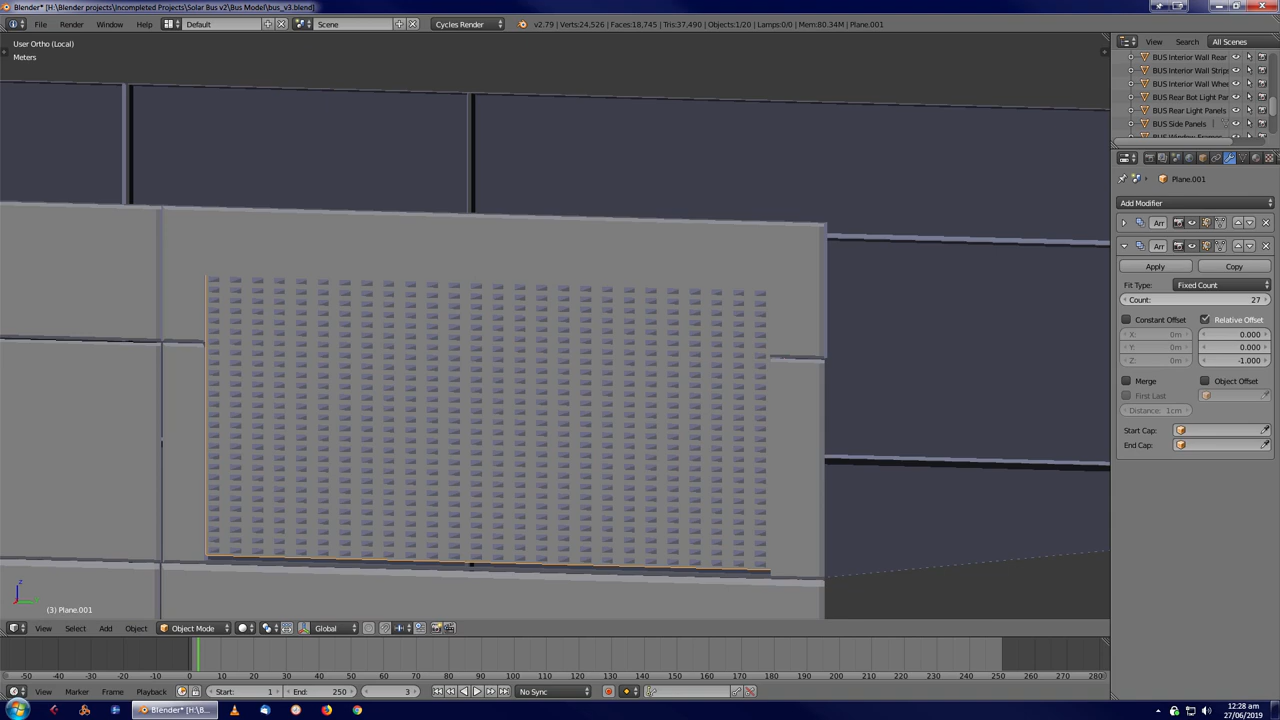 Blender* [H:\Blender projects\Incompleted Projects\Solar Bus v2\Bus Model\bus_v3.blend]
File Render Window Help Default Scene Cycles Render v2.79 | Verts:24,526 | Faces:18,745 | Tris:37,490 | Objects:1/20 | Lamps:0/0 | Mem:80.34M | Plane.001
View Search All Scenes
User Ortho (Local)
Meters
BUS Interior Wall Rear
BUS Interior Wall Strips
BUS Interior Wall Whee
BUS Rear Bot Light Par
BUS Rear Light Panels
BUS Side Panels
BUS Window Frames
Plane.001
Add Modifier
Arr
Arr
Apply Copy
Fit Type: Fixed Count
Count: 27
Constant Offset Relative Offset
X: 0m 0.000
Y: 0m 0.000
Z: 0m -1.000
Merge Object Offset
First Last
Distance: 1cm
Start Cap:
End Cap:
z
(3) Plane.001
View Select Add Object Object Mode Global
-50 -40 -30 -20 -10 0 10 20 30 40 50 60 70 80 90 100 110 120 130 140 150 160 170 180 190 200 210 220 230 240 250 260 270 280
View Marker Frame Playback Start: 1 End: 250 3 No Sync
Blender* [H:\B...
12:28 am
27/06/2019